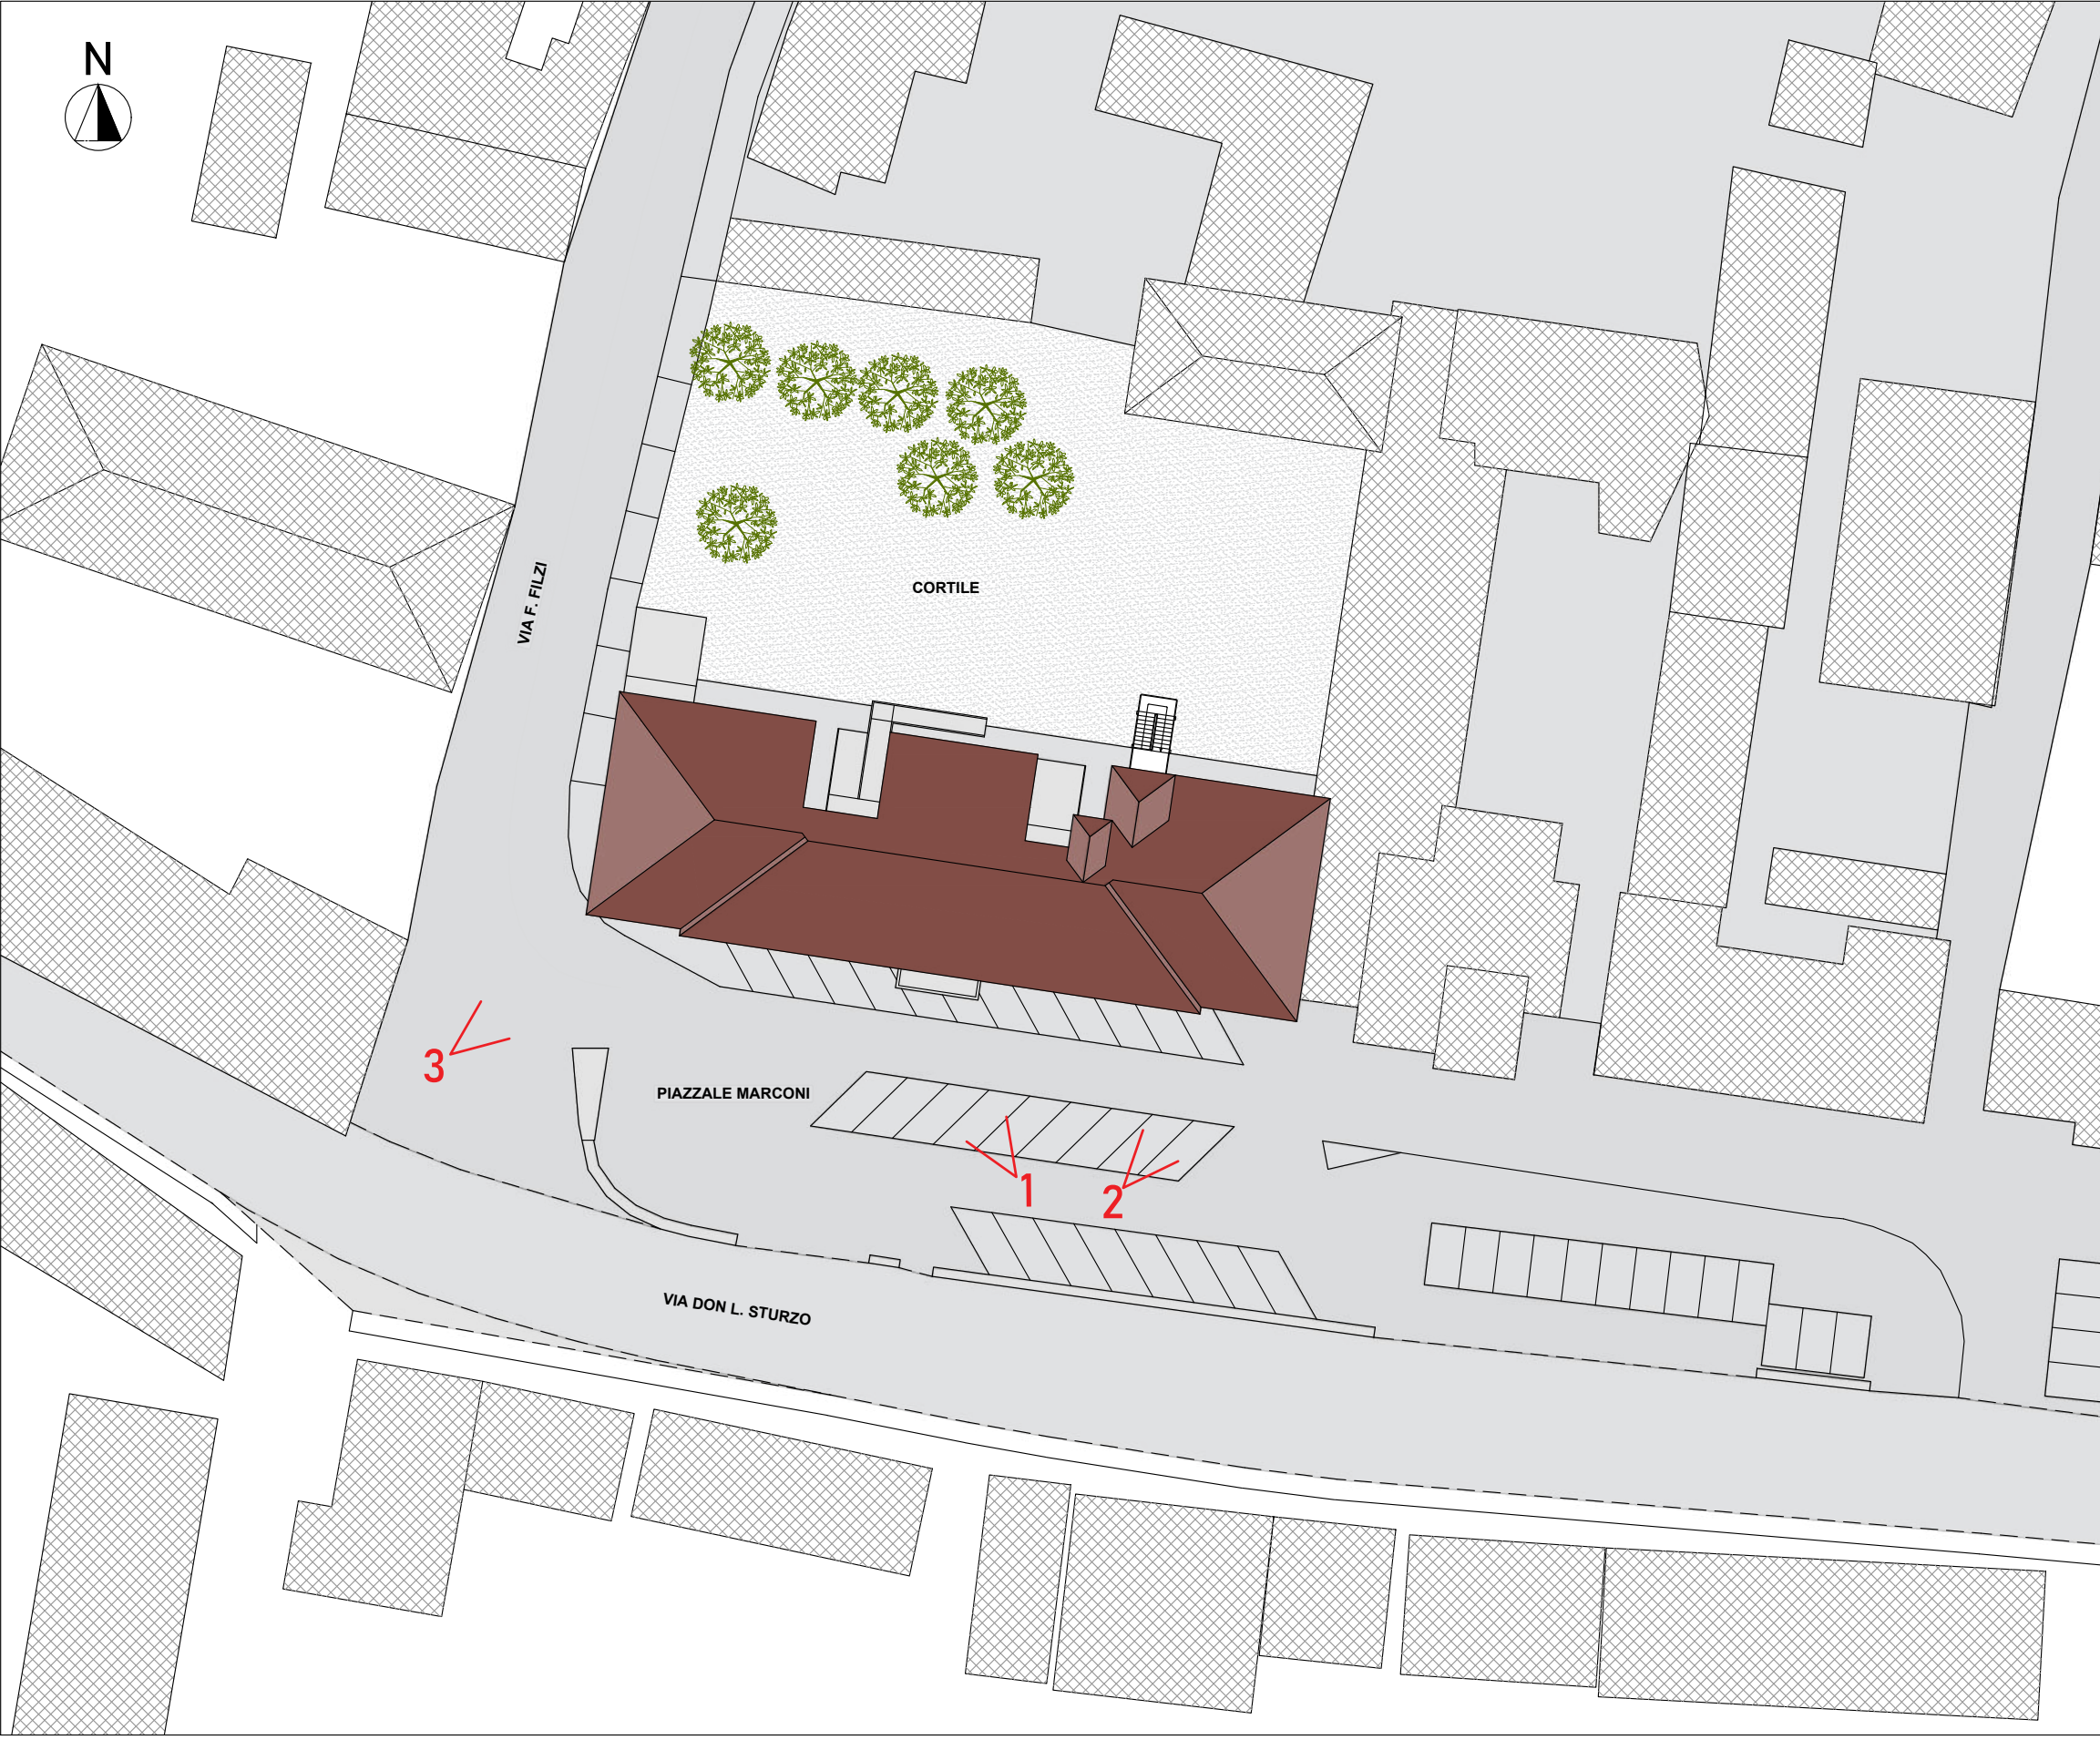 N
VIA F. FILZI
CORTILE
3
PIAZZALE MARCONI
1
2
VIA DON L. STURZO